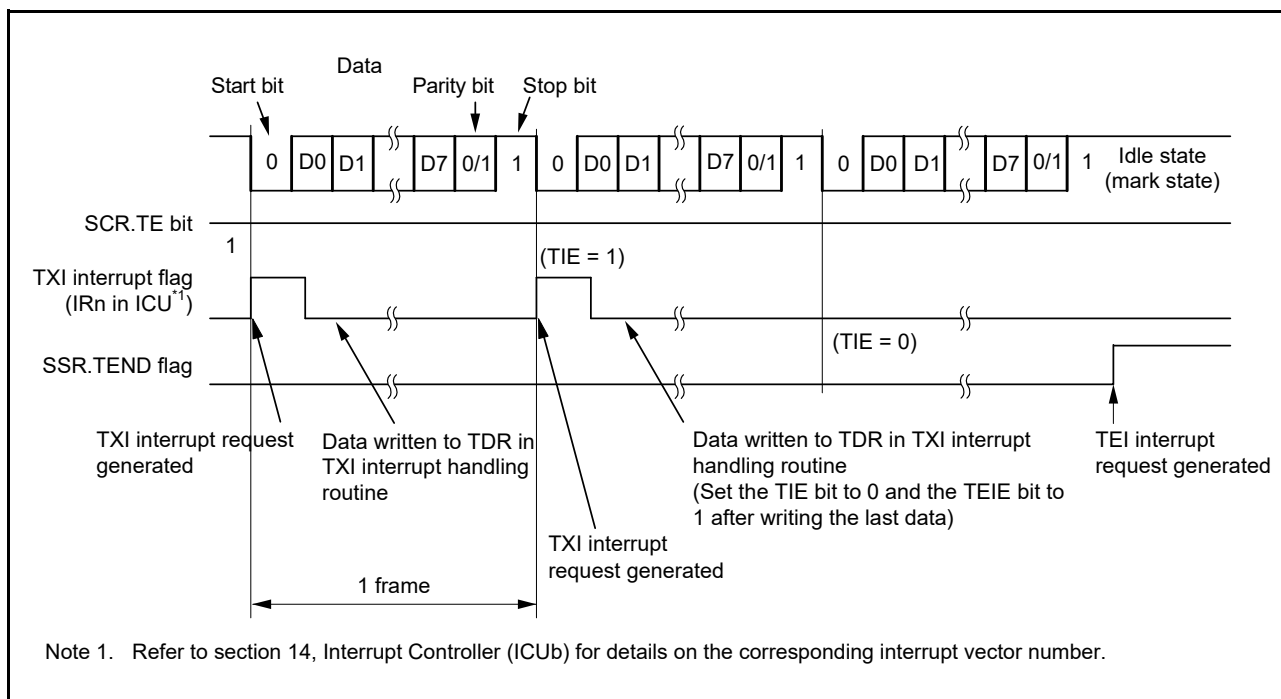 Data
Start bit
Parity bit
Stop bit
0 D0 D1 D7 0/1 1 0 D0 D1 D7 0/1 1 0 D0 D1 D7 0/1 1
Idle state
(mark state)
SCR.TE bit
1
(TIE = 1)
TXI interrupt flag
(IRn in ICU*1)
(TIE = 0)
SSR.TEND flag
TXI interrupt request
generated
Data written to TDR in
TXI interrupt handling
routine
Data written to TDR in TXI interrupt
handling routine
(Set the TIE bit to 0 and the TEIE bit to
1 after writing the last data)
TEI interrupt
request generated
TXI interrupt
request generated
1 frame
Note 1. Refer to section 14, Interrupt Controller (ICUb) for details on the corresponding interrupt vector number.